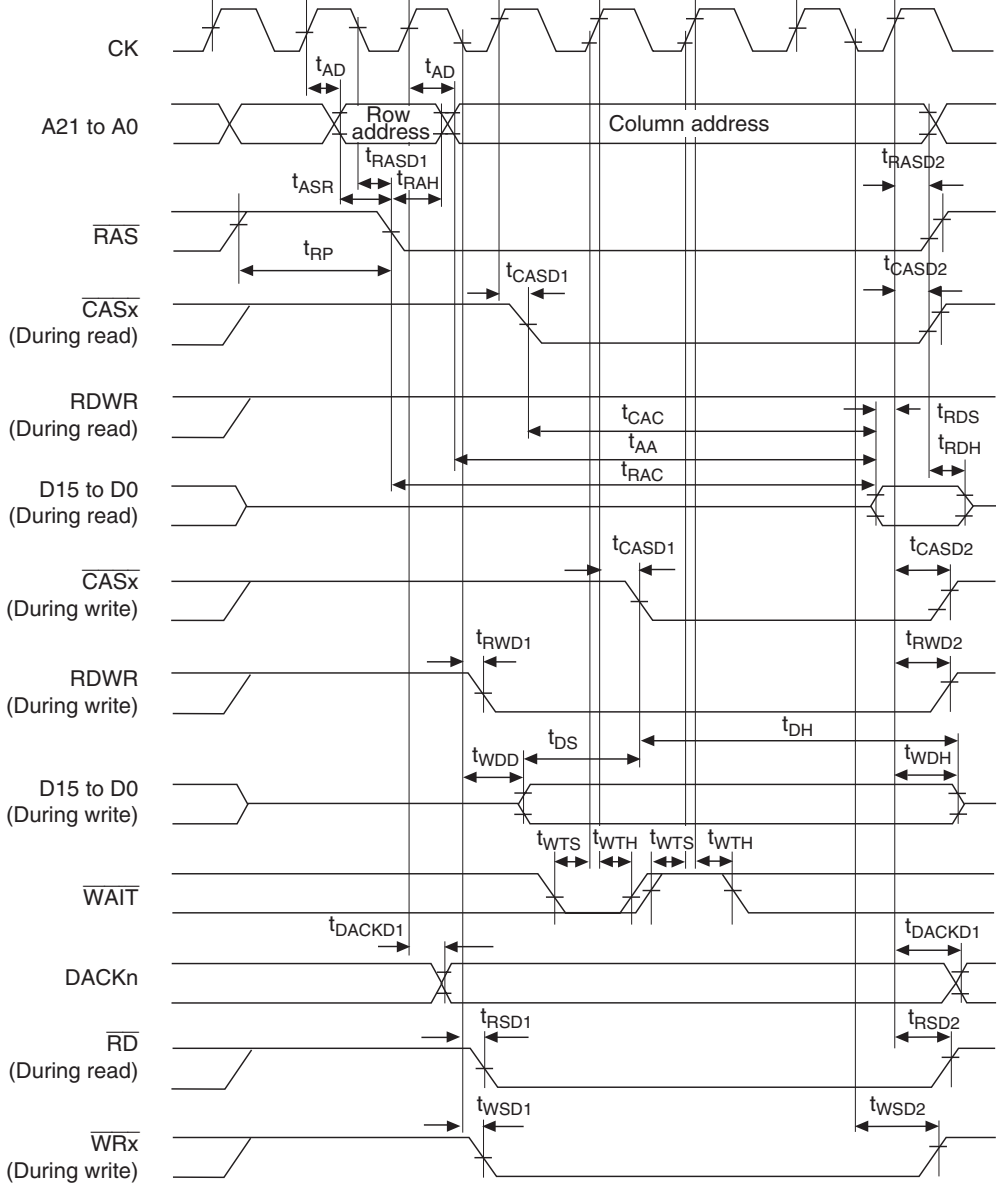 CK
tAD
tAD
A21 to A0
Row address
Column address
tRASD1
tRASD2
tASR
tRAH
RAS
tRP
tCASD1
tCASD2
CASx
(During read)
RDWR
(During read)
tCAC
tRDS
tAA
tRDH
tRAC
D15 to D0
(During read)
tCASD1
tCASD2
CASx
(During write)
tRWD1
tRWD2
RDWR
(During write)
tDS
tDH
tWDD
tWDH
D15 to D0
(During write)
tWTS
tWTH
tWTS
tWTH
WAIT
tDACKD1
tDACKD1
DACKn
tRSD1
tRSD2
RD
(During read)
tWSD1
tWSD2
WRx
(During write)